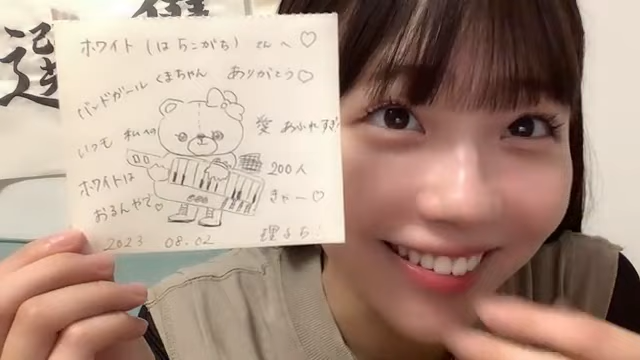 ホワイト(はらこがち)さんへ♡
バンドガールくまちゃん ありがとう♡
いつも 私の 愛 あふれすぎ!
200人
ホワイトは きゃー♡
おるんやで♡
2023 08.02 理よち!
選